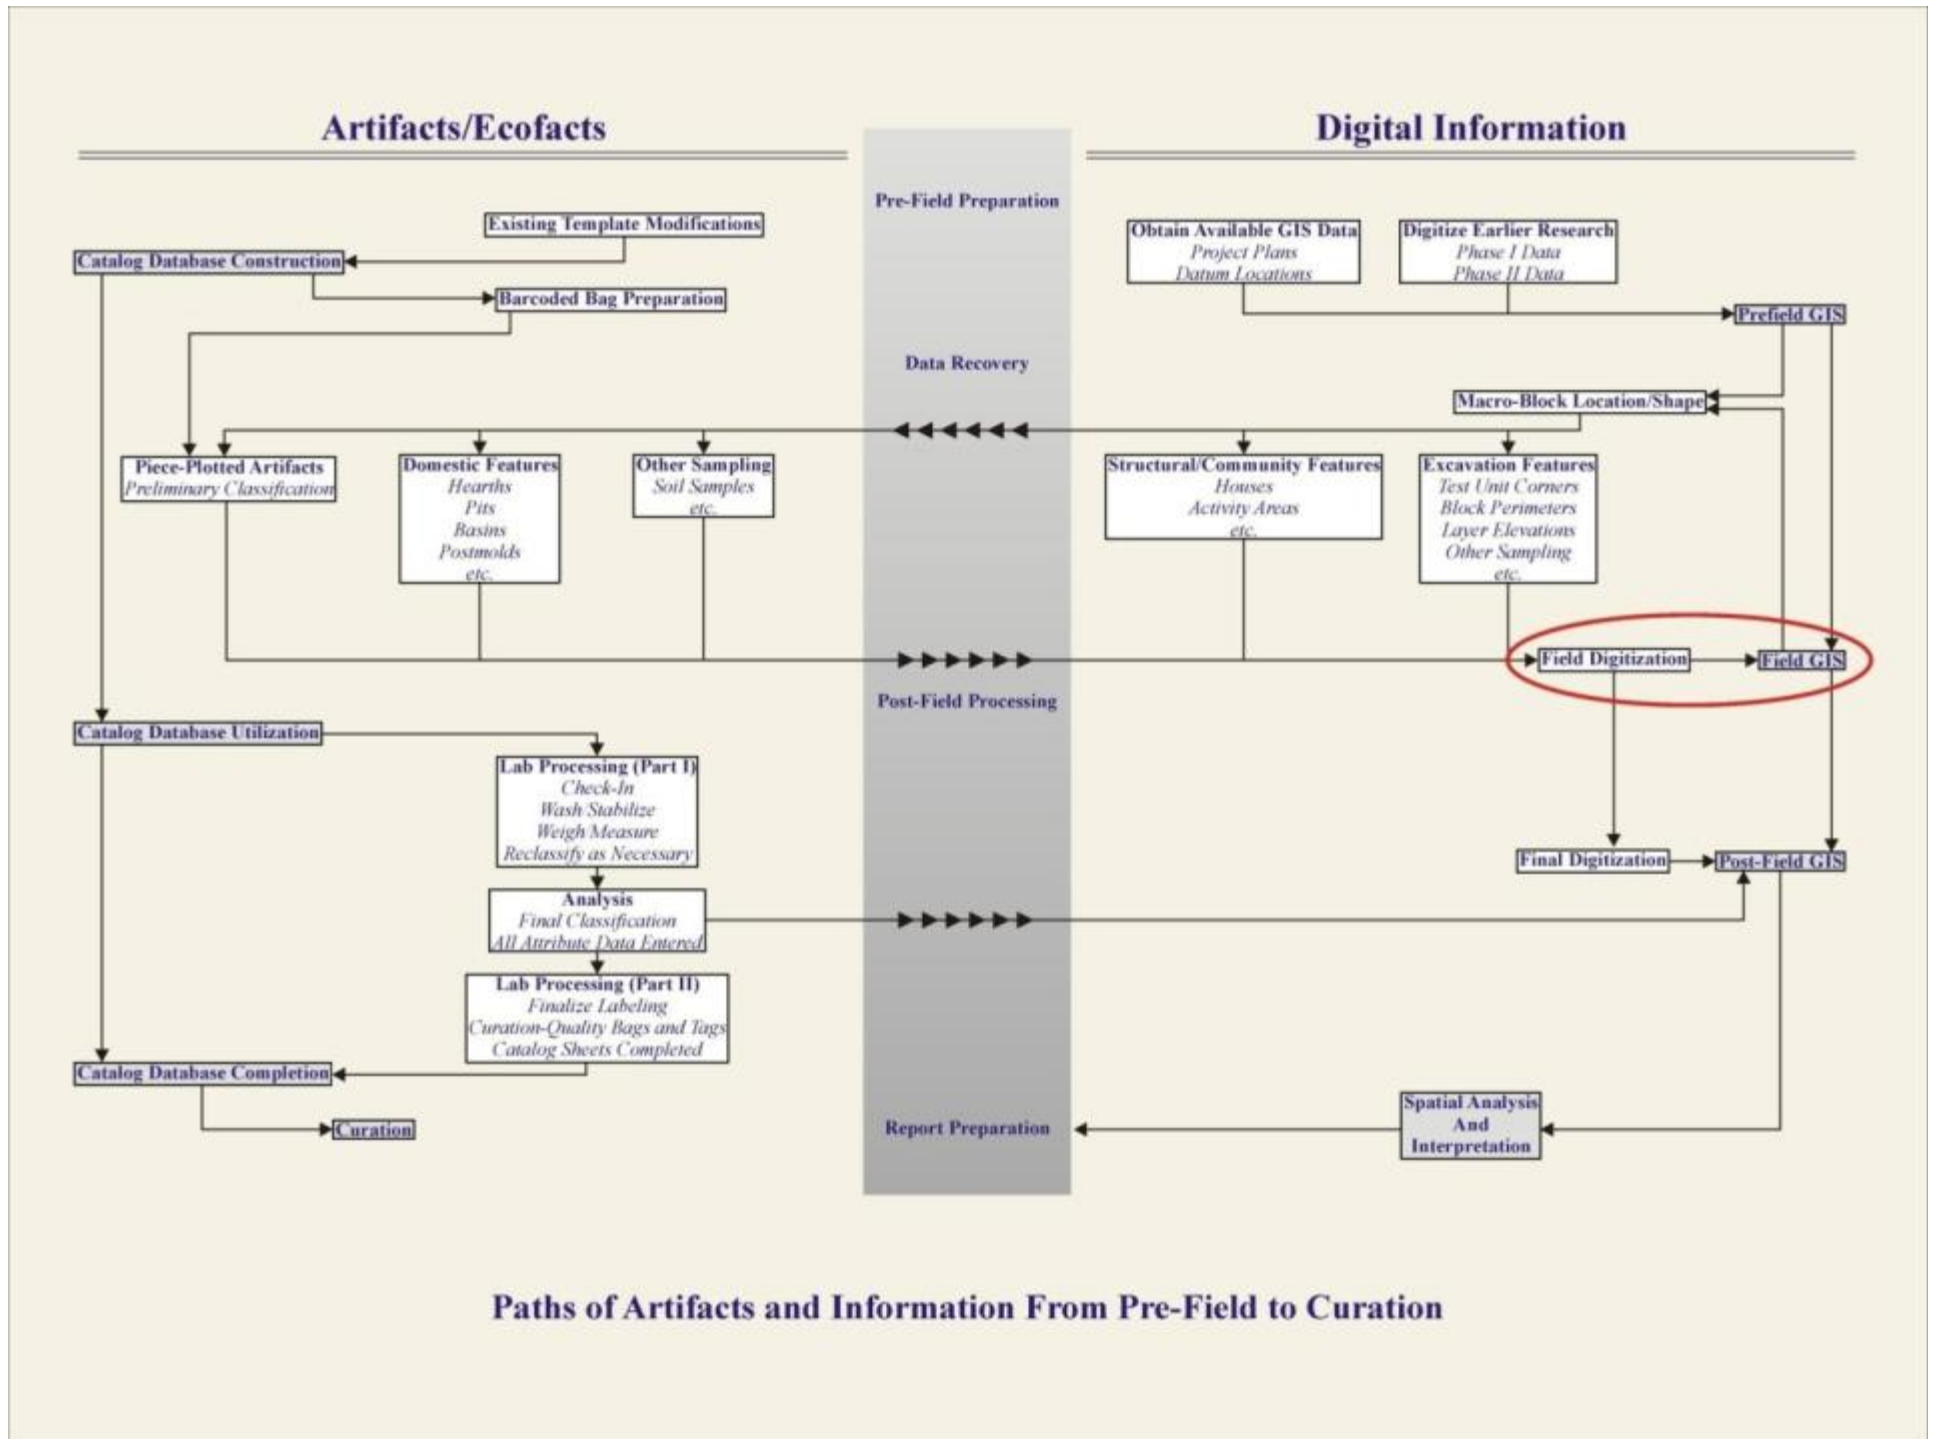 Artifacts/Ecofacts
Digital Information
Pre-Field Preparation
Existing Template Modifications
Catalog Database Construction
Barcoded Bag Preparation
Obtain Available GIS Data
Project Plans
Datum Locations
Digitize Earlier Research
Phase I Data
Phase II Data
Prefield GIS
Data Recovery
Macro-Block Location/Shape
Piece-Plotted Artifacts
Preliminary Classification
Domestic Features
Hearths
Pits
Basins
Postmolds
etc.
Other Sampling
Soil Samples
etc.
Structural/Community Features
Houses
Activity Areas
etc.
Excavation Features
Test Unit Corners
Block Perimeters
Layer Elevations
Other Sampling
etc.
Field Digitization
Field GIS
Post-Field Processing
Catalog Database Utilization
Lab Processing (Part I)
Check-In
Wash/Stabilize
Weigh/Measure
Reclassify as Necessary
Final Digitization
Post-Field GIS
Analysis
Final Classification
All Attribute Data Entered
Lab Processing (Part II)
Finalize Labeling
Curation-Quality Bags and Tags
Catalog Sheets Completed
Catalog Database Completion
Curation
Report Preparation
Spatial Analysis
And
Interpretation
Paths of Artifacts and Information From Pre-Field to Curation